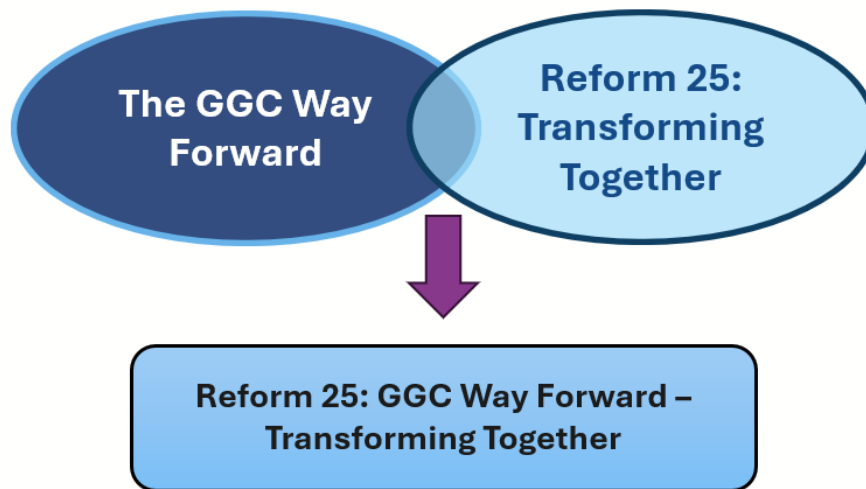 The GGC Way
Forward
Reform 25:
Transforming
Together
Reform 25: GGC Way Forward –
Transforming Together